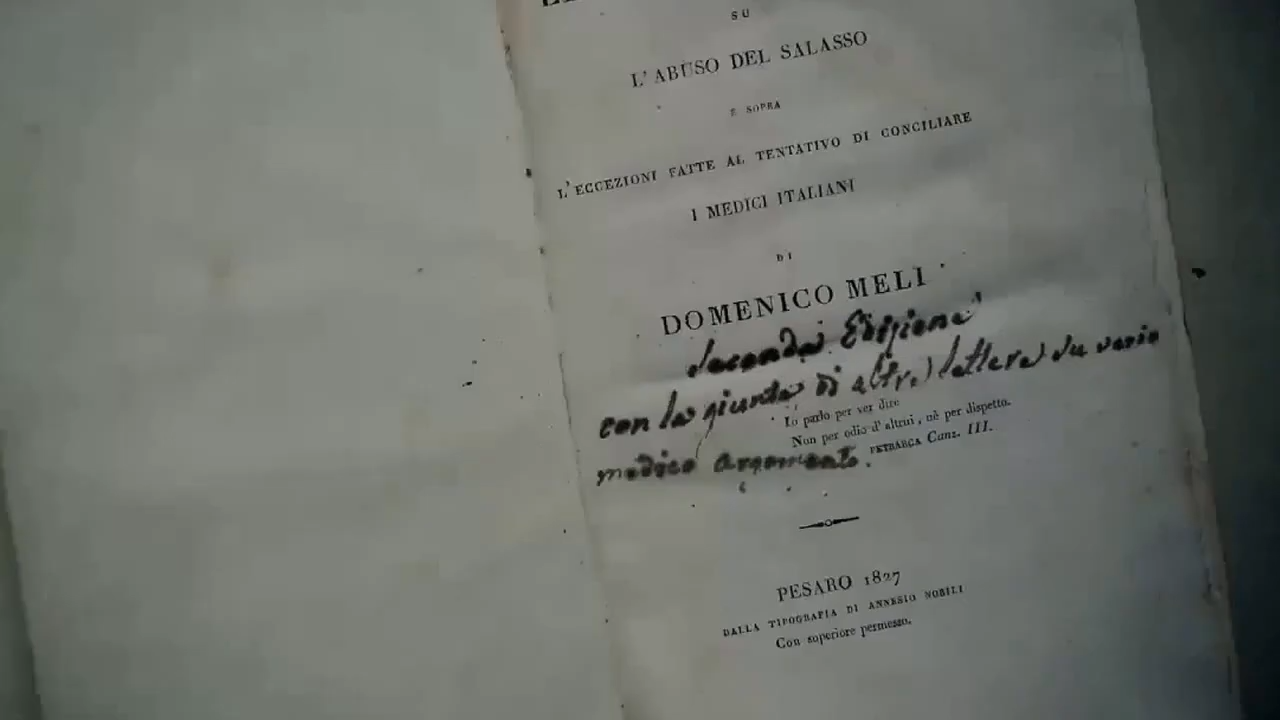 SU
L'ABUSO DEL SALASSO
E SOPRA
L'ECCEZIONI FATTE AL TENTATIVO DI CONCILIARE
I MEDICI ITALIANI
DI
DOMENICO MELI
Seconda Edizione
con la giunta di altre lettere su vario
Io parlo per ver dire
Non per odio d'altrui, nè per dispetto.
PETRARCA Canz. III.
medico argomento.
PESARO 1827
DALLA TIPOGRAFIA DI ANNESIO NOBILI
Con superiore permesso.